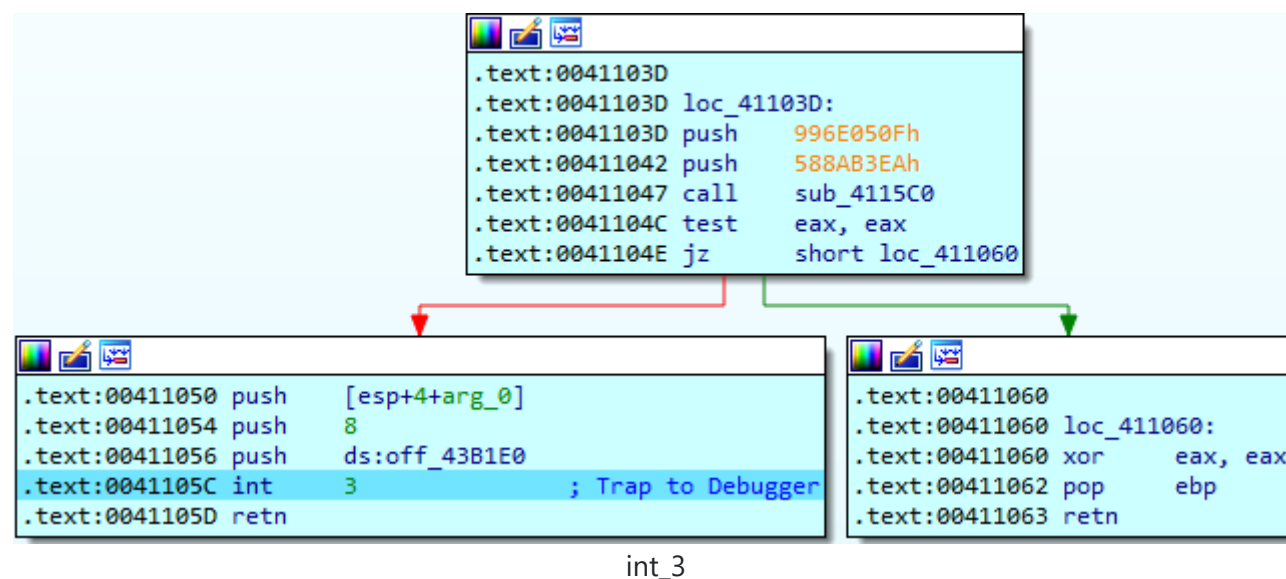 .text:0041103D
.text:0041103D loc_41103D:
.text:0041103D push 996E050Fh
.text:00411042 push 588AB3EAh
.text:00411047 call sub_4115C0
.text:0041104C test eax, eax
.text:0041104E jz short loc_411060
.text:00411050 push [esp+4+arg_0]
.text:00411054 push 8
.text:00411056 push ds:off_43B1E0
.text:0041105C int 3 ; Trap to Debugger
.text:0041105D retn
.text:00411060
.text:00411060 loc_411060:
.text:00411060 xor eax, eax
.text:00411062 pop ebp
.text:00411063 retn
int_3